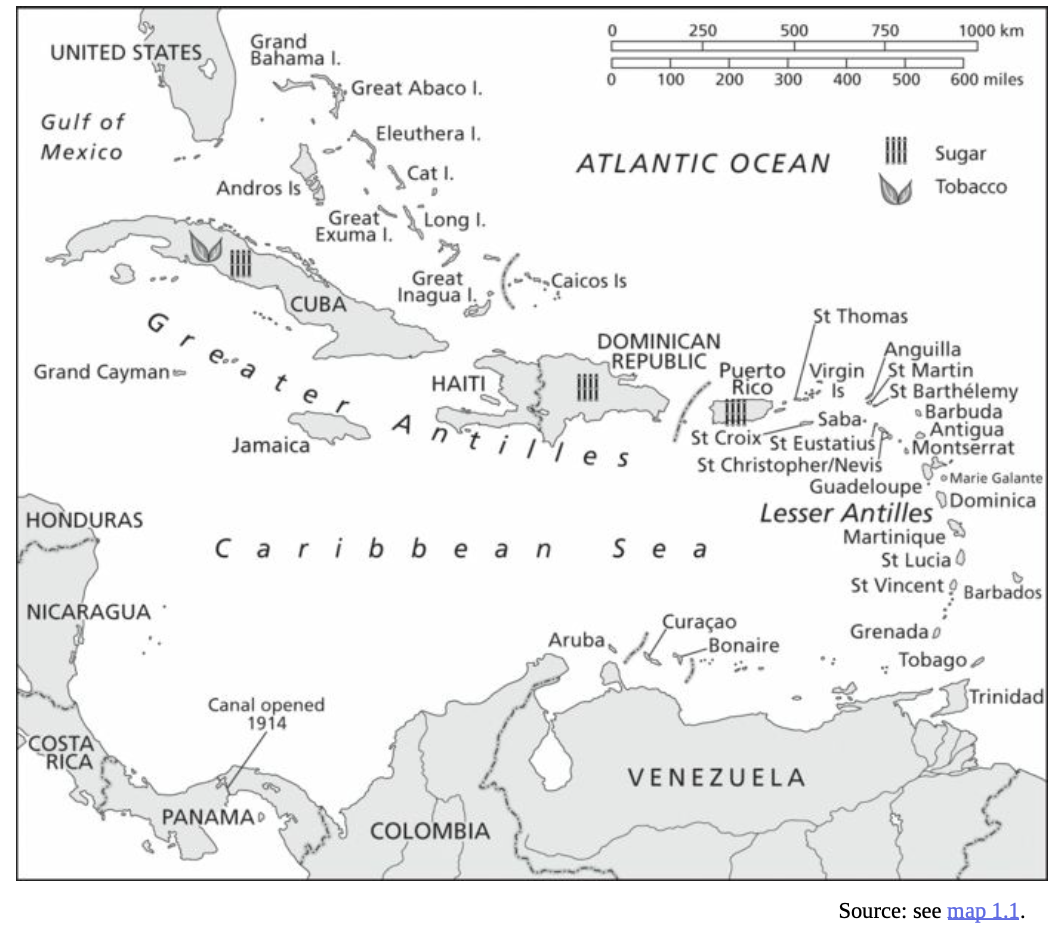 0 250 500 750 1000 km
0 100 200 300 400 500 600 miles
UNITED STATES
Grand
Bahama I.
Great Abaco I.
Gulf of
Mexico
Eleuthera I.
ATLANTIC OCEAN
Sugar
Tobacco
Cat I.
Andros Is
Great
Exuma I.
Long I.
Great
Inagua I.
Caicos Is
CUBA
Greater Antilles
Grand Cayman
Jamaica
HAITI
DOMINICAN
REPUBLIC
Puerto
Rico
St Thomas
Virgin
Is
Anguilla
St Martin
St Barthélemy
Saba
Barbuda
Antigua
St Croix
St Eustatius
Montserrat
St Christopher/Nevis
Guadeloupe
Marie Galante
Dominica
Lesser Antilles
Martinique
St Lucia
St Vincent
Barbados
Grenada
Tobago
Trinidad
Caribbean Sea
HONDURAS
NICARAGUA
Aruba
Curaçao
Bonaire
Canal opened
1914
COSTA
RICA
PANAMA
COLOMBIA
VENEZUELA
Source: see map 1.1.